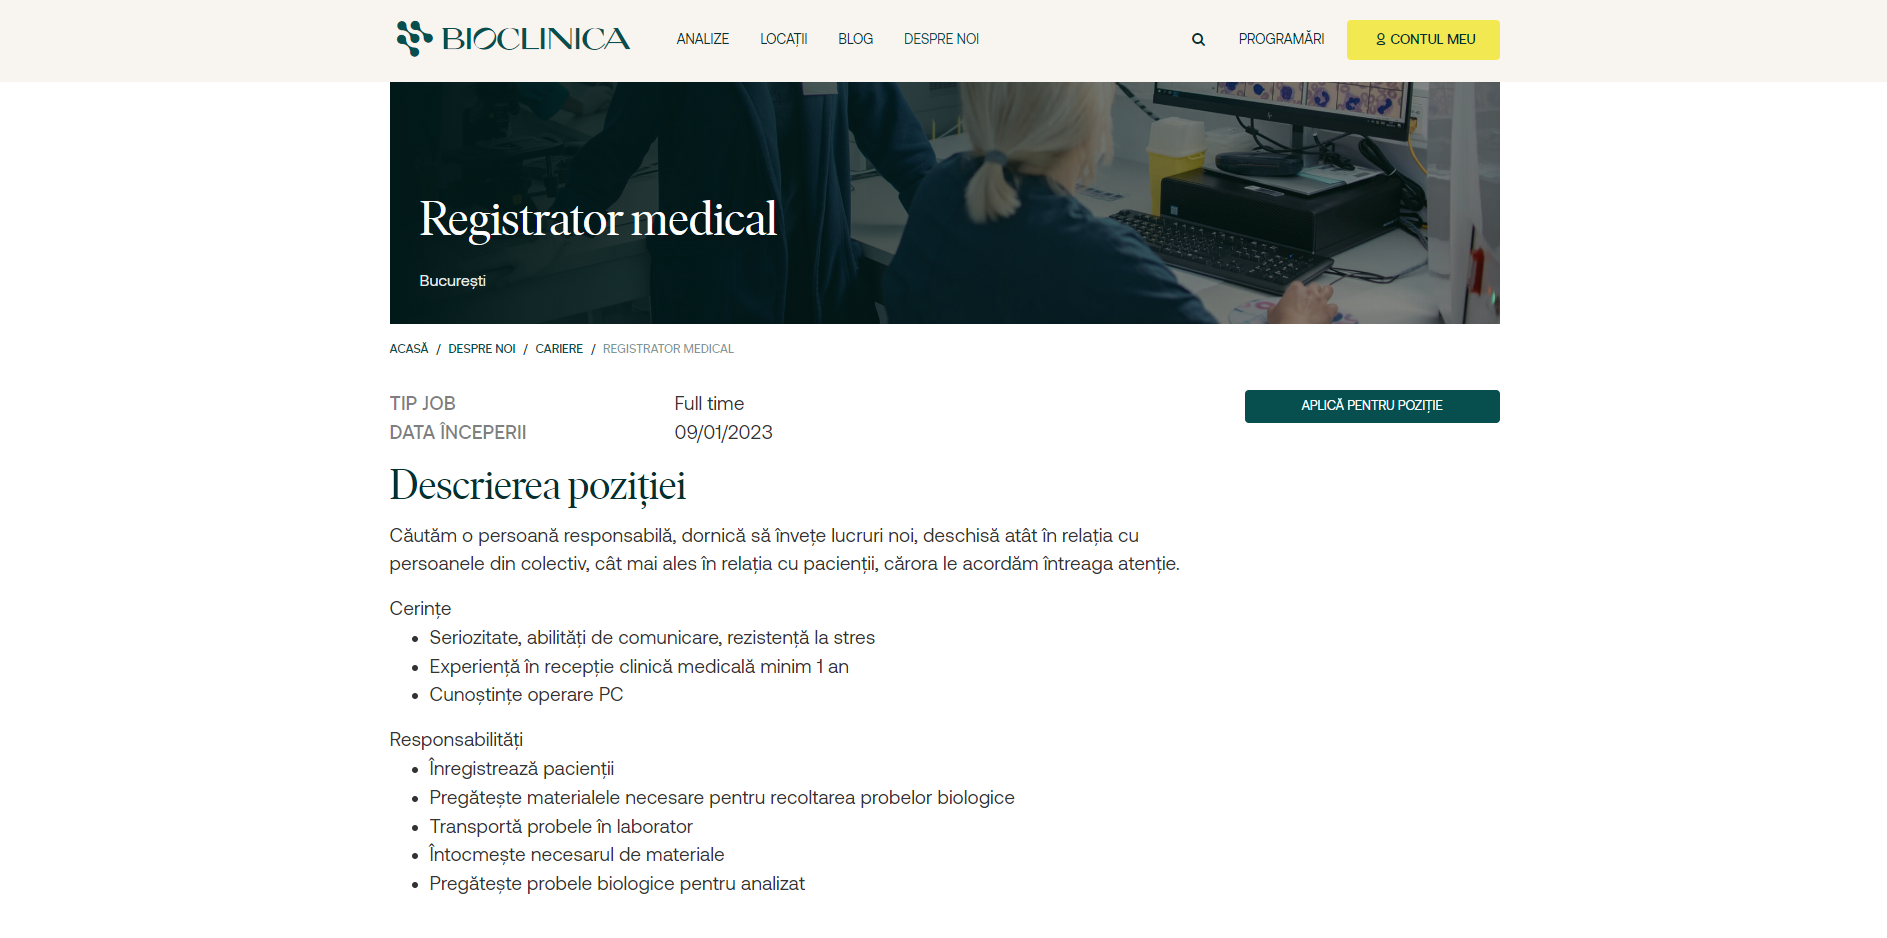 BIOCLINICA
ANALIZE
LOCAȚII
BLOG
DESPRE NOI
PROGRAMĂRI
CONTUL MEU
Registrator medical
București
ACASĂ / DESPRE NOI / CARIERE / REGISTRATOR MEDICAL
TIP JOB Full time
DATA ÎNCEPERII 09/01/2023
APLICĂ PENTRU POZIȚIE
Descrierea poziției
Căutăm o persoană responsabilă, dornică să învețe lucruri noi, deschisă atât în relația cu
persoanele din colectiv, cât mai ales în relația cu pacienții, cărora le acordăm întreaga atenție.
Cerințe
• Seriozitate, abilități de comunicare, rezistență la stres
• Experiență în recepție clinică medicală minim 1 an
• Cunoștințe operare PC
Responsabilități
• Înregistrează pacienții
• Pregătește materialele necesare pentru recoltarea probelor biologice
• Transportă probele în laborator
• Întocmește necesarul de materiale
• Pregătește probele biologice pentru analizat